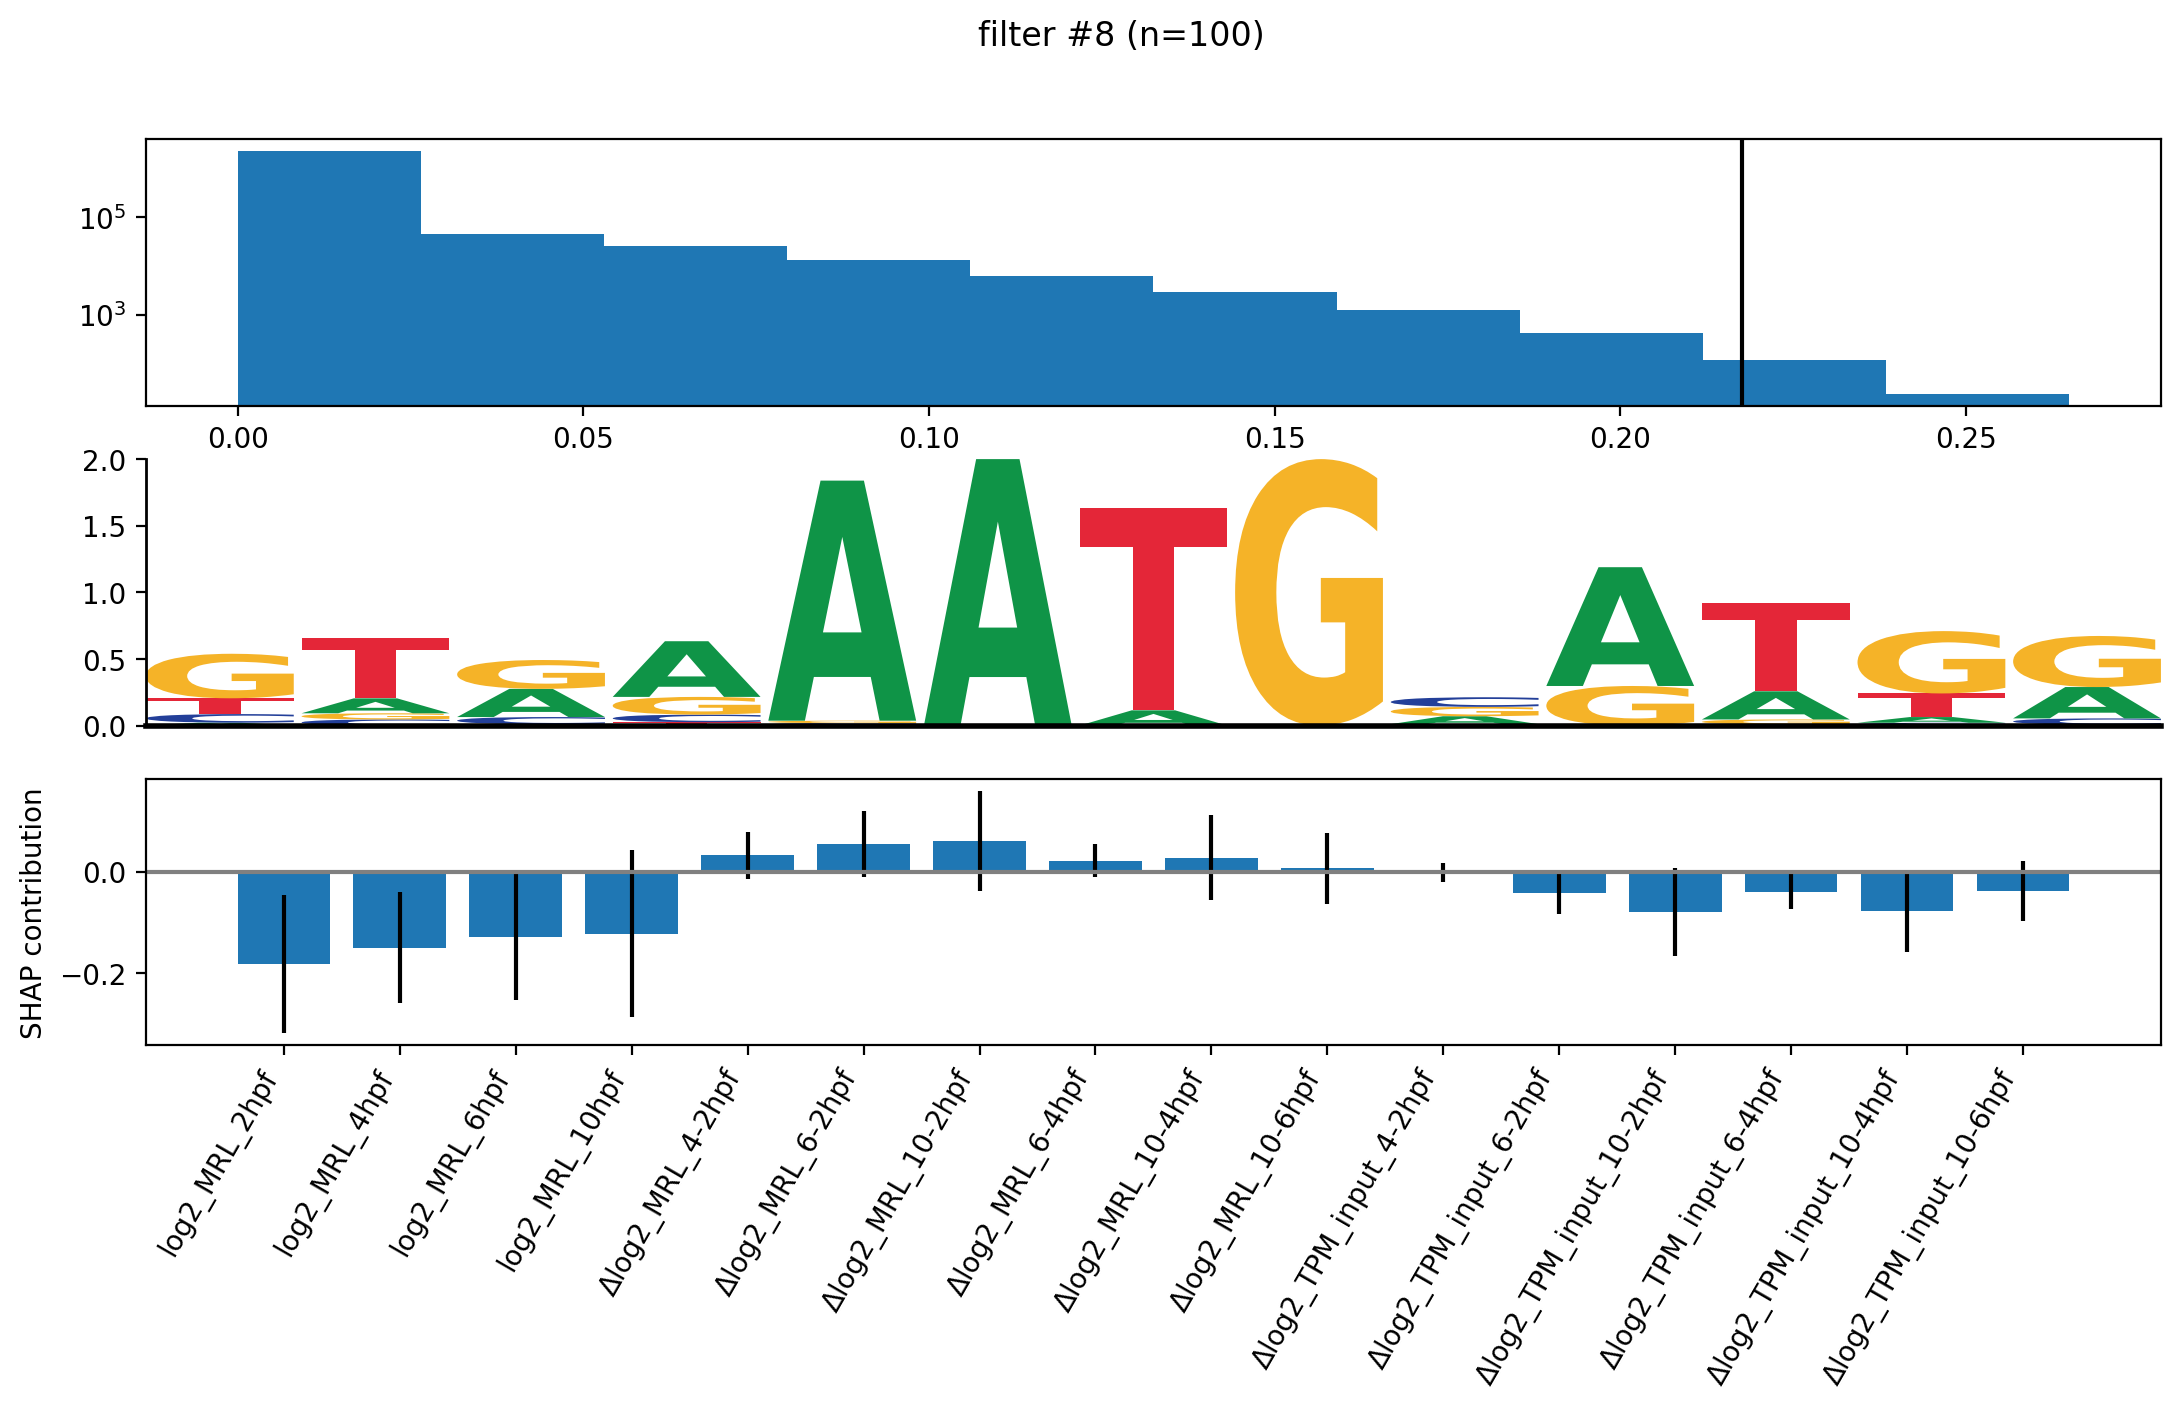 filter #8 (n=100)
10^5
10^3
0.00 0.05 0.10 0.15 0.20 0.25
2.0
1.5
1.0
0.5
0.0
G T G A A A T G C A T G G
T A A G G A C G A T A
C G C C T G G A G A C
SHAP contribution
0.0
−0.2
log2_MRL_2hpf
log2_MRL_4hpf
log2_MRL_6hpf
log2_MRL_10hpf
Δlog2_MRL_4-2hpf
Δlog2_MRL_6-2hpf
Δlog2_MRL_10-2hpf
Δlog2_MRL_6-4hpf
Δlog2_MRL_10-4hpf
Δlog2_MRL_10-6hpf
Δlog2_TPM_input_4-2hpf
Δlog2_TPM_input_6-2hpf
Δlog2_TPM_input_10-2hpf
Δlog2_TPM_input_6-4hpf
Δlog2_TPM_input_10-4hpf
Δlog2_TPM_input_10-6hpf